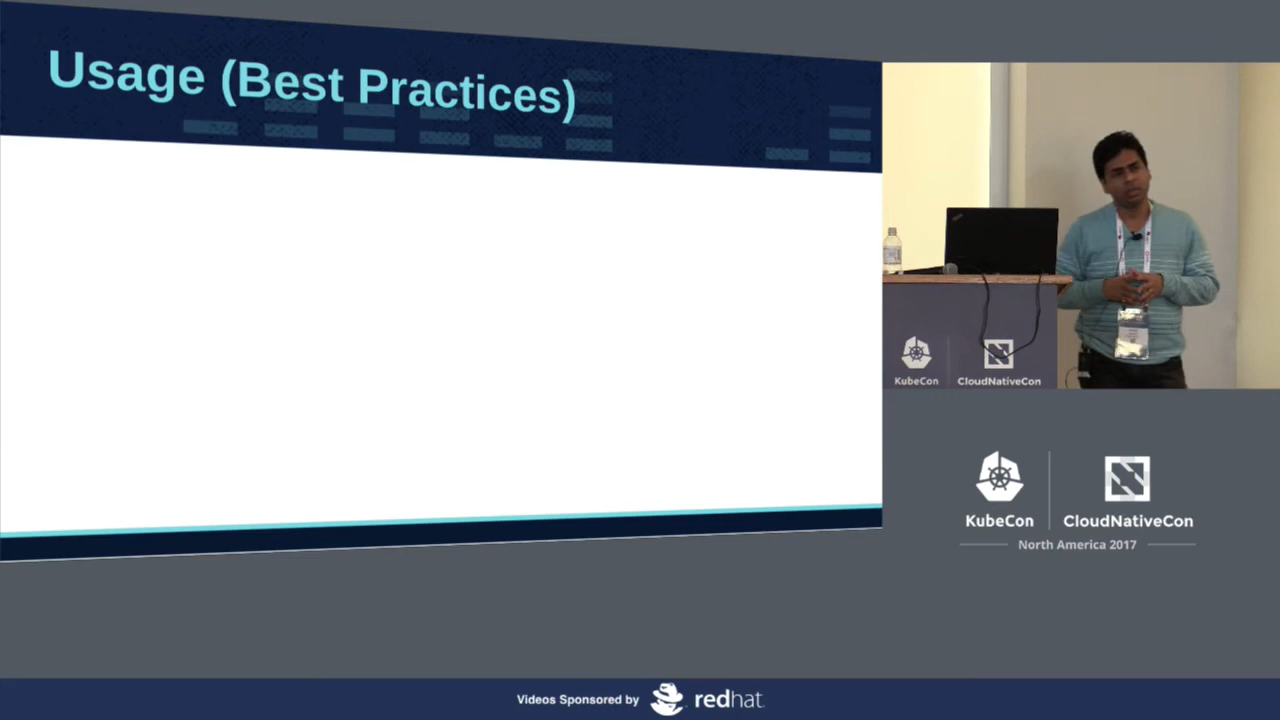 Usage (Best Practices)
KubeCon
CloudNativeCon
KubeCon
CloudNativeCon
North America 2017
Videos Sponsored by
redhat.